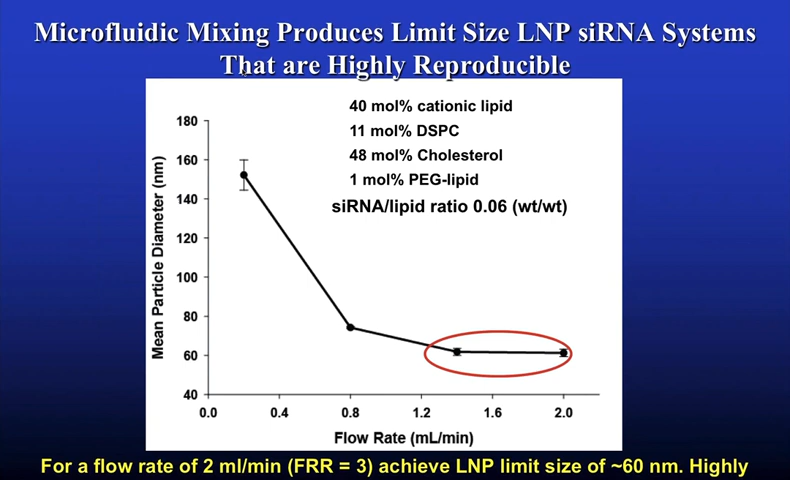 Microfluidic Mixing Produces Limit Size LNP siRNA Systems
That are Highly Reproducible
40 mol% cationic lipid
11 mol% DSPC
48 mol% Cholesterol
1 mol% PEG-lipid
siRNA/lipid ratio 0.06 (wt/wt)
Mean Particle Diameter (nm)
180
160
140
120
100
80
60
40
0.0 0.4 0.8 1.2 1.6 2.0
Flow Rate (mL/min)
For a flow rate of 2 ml/min (FRR = 3) achieve LNP limit size of ~60 nm. Highly